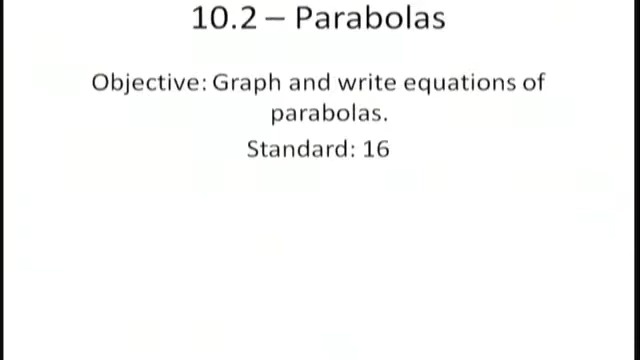 10.2 – Parabolas
Objective: Graph and write equations of
parabolas.
Standard: 16